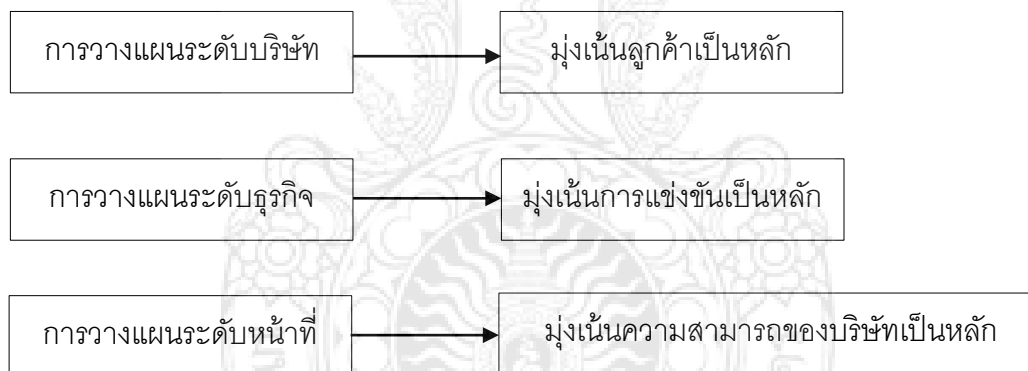 การวางแผนระดับบริษัท
มุ่งเน้นลูกค้าเป็นหลัก
การวางแผนระดับธุรกิจ
มุ่งเน้นการแข่งขันเป็นหลัก
การวางแผนระดับหน้าที่
มุ่งเน้นความสามารถของบริษัทเป็นหลัก